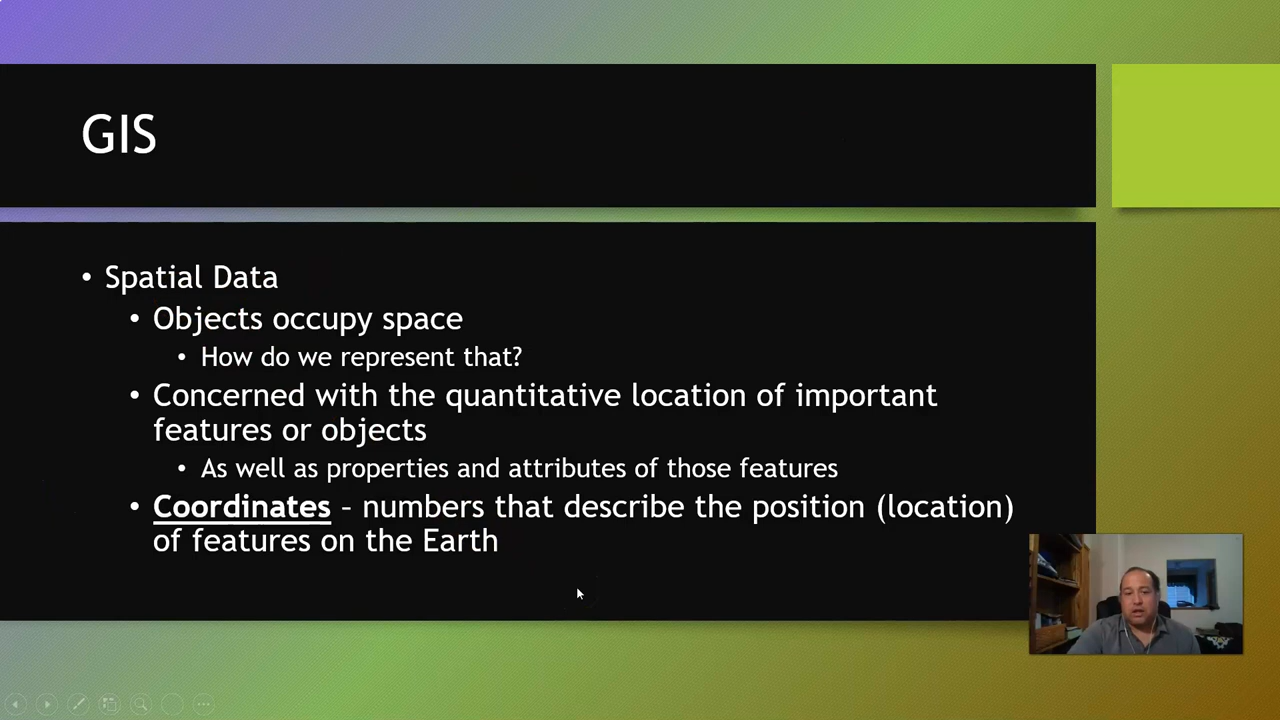 GIS
• Spatial Data
• Objects occupy space
• How do we represent that?
• Concerned with the quantitative location of important
features or objects
• As well as properties and attributes of those features
• Coordinates – numbers that describe the position (location)
of features on the Earth